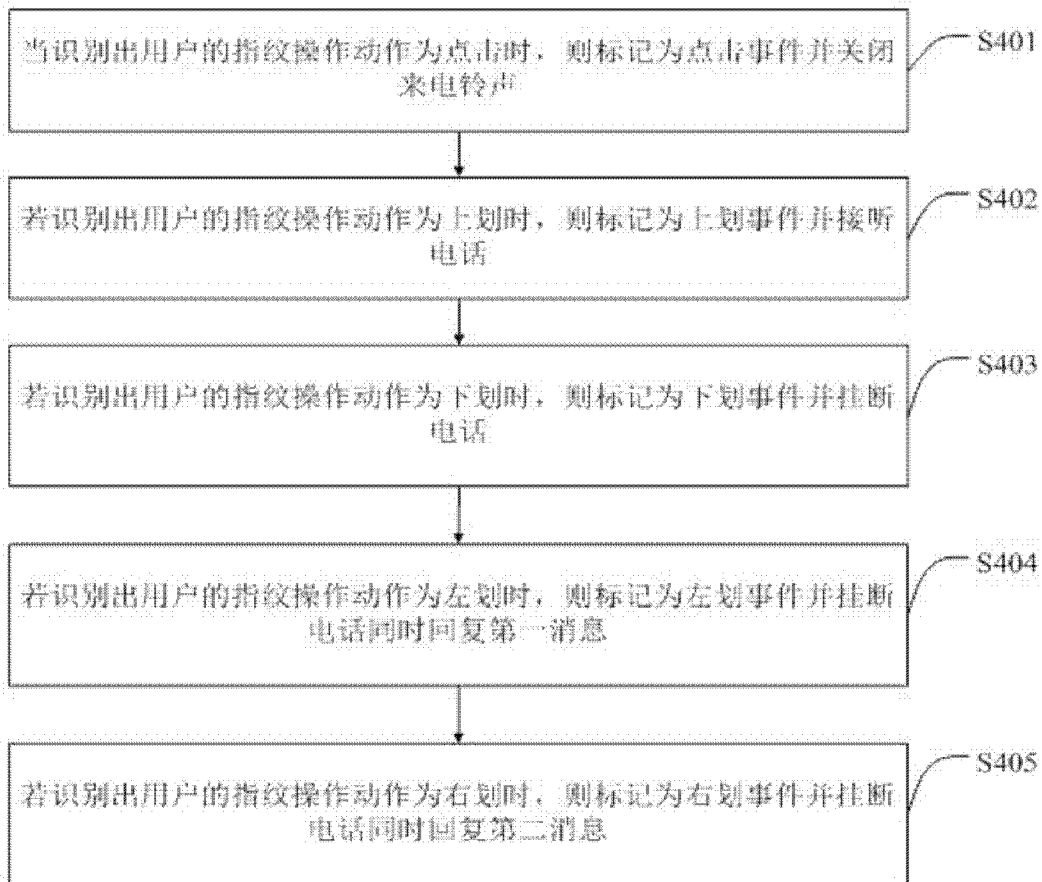 当识别出用户的指纹操作动作为点击时，则标记为点击事件并关闭
来电铃声
S401
若识别出用户的指纹操作动作为上划时，则标记为上划事件并接听
电话
S402
若识别出用户的指纹操作动作为下划时，则标记为下划事件并挂断
电话
S403
若识别出用户的指纹操作动作为左划时，则标记为左划事件并挂断
电话同时回复第一消息
S404
若识别出用户的指纹操作动作为右划时，则标记为右划事件并挂断
电话同时回复第二消息
S405